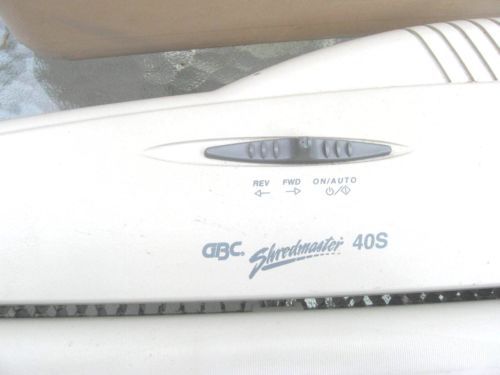 REV FWD ON/AUTO
GBC Shredmaster 40S